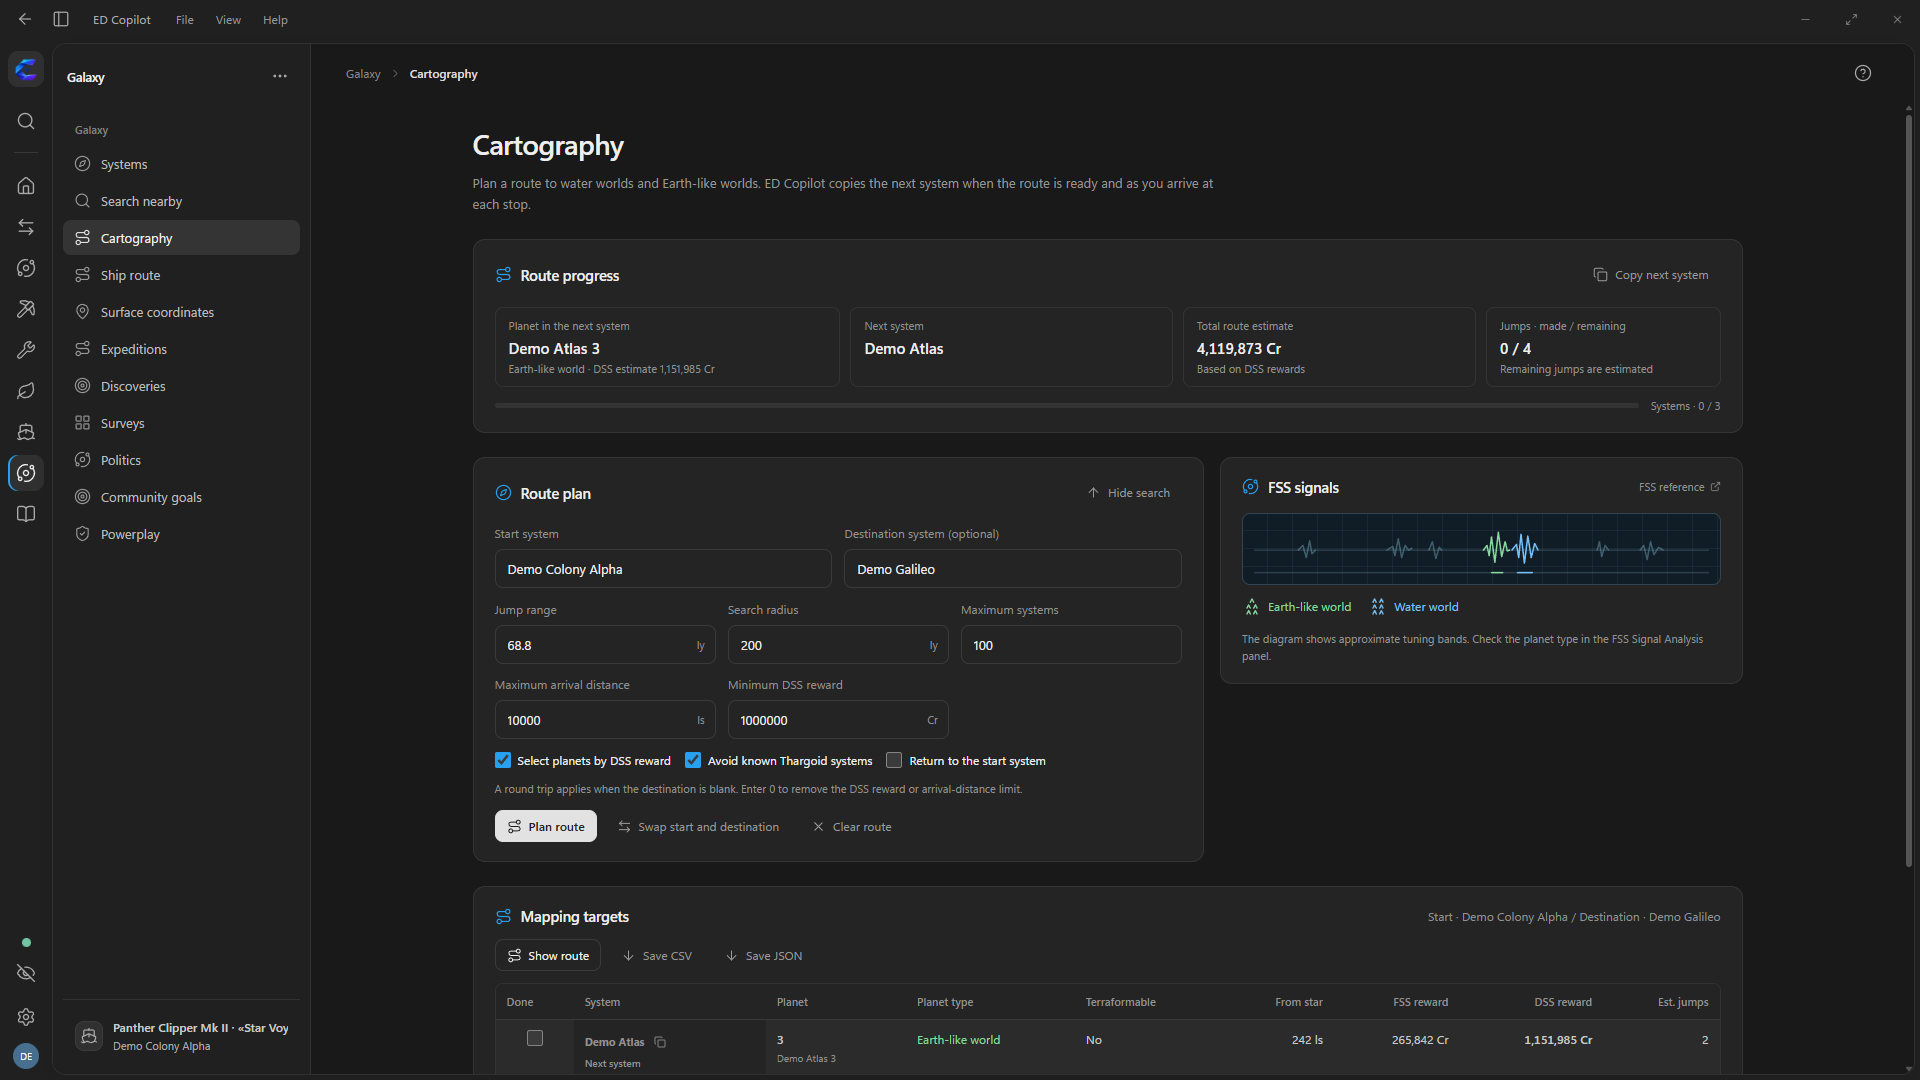 ED Copilot
File
View
Help
Galaxy
Galaxy
Systems
Search nearby
Cartography
Ship route
Surface coordinates
Expeditions
Discoveries
Surveys
Politics
Community goals
Powerplay
Panther Clipper Mk II · «Star Voy
Demo Colony Alpha
DE
Galaxy > Cartography
Cartography
Plan a route to water worlds and Earth-like worlds. ED Copilot copies the next system when the route is ready and as you arrive at
each stop.
Route progress
Copy next system
Planet in the next system
Demo Atlas 3
Earth-like world · DSS estimate 1,151,985 Cr
Next system
Demo Atlas
Total route estimate
4,119,873 Cr
Based on DSS rewards
Jumps · made / remaining
0 / 4
Remaining jumps are estimated
Systems · 0 / 3
Route plan
Hide search
Start system
Demo Colony Alpha
Destination system (optional)
Demo Galileo
Jump range
68.8 ly
Search radius
200 ly
Maximum systems
100
Maximum arrival distance
10000 ls
Minimum DSS reward
1000000 Cr
Select planets by DSS reward
Avoid known Thargoid systems
Return to the start system
A round trip applies when the destination is blank. Enter 0 to remove the DSS reward or arrival-distance limit.
Plan route
Swap start and destination
Clear route
FSS signals
FSS reference
Earth-like world
Water world
The diagram shows approximate tuning bands. Check the planet type in the FSS Signal Analysis
panel.
Mapping targets
Start · Demo Colony Alpha / Destination · Demo Galileo
Show route
Save CSV
Save JSON
Done System Planet Planet type Terraformable From star FSS reward DSS reward Est. jumps
Demo Atlas 3 Earth-like world No 242 ls 265,842 Cr 1,151,985 Cr 2
Next system Demo Atlas 3